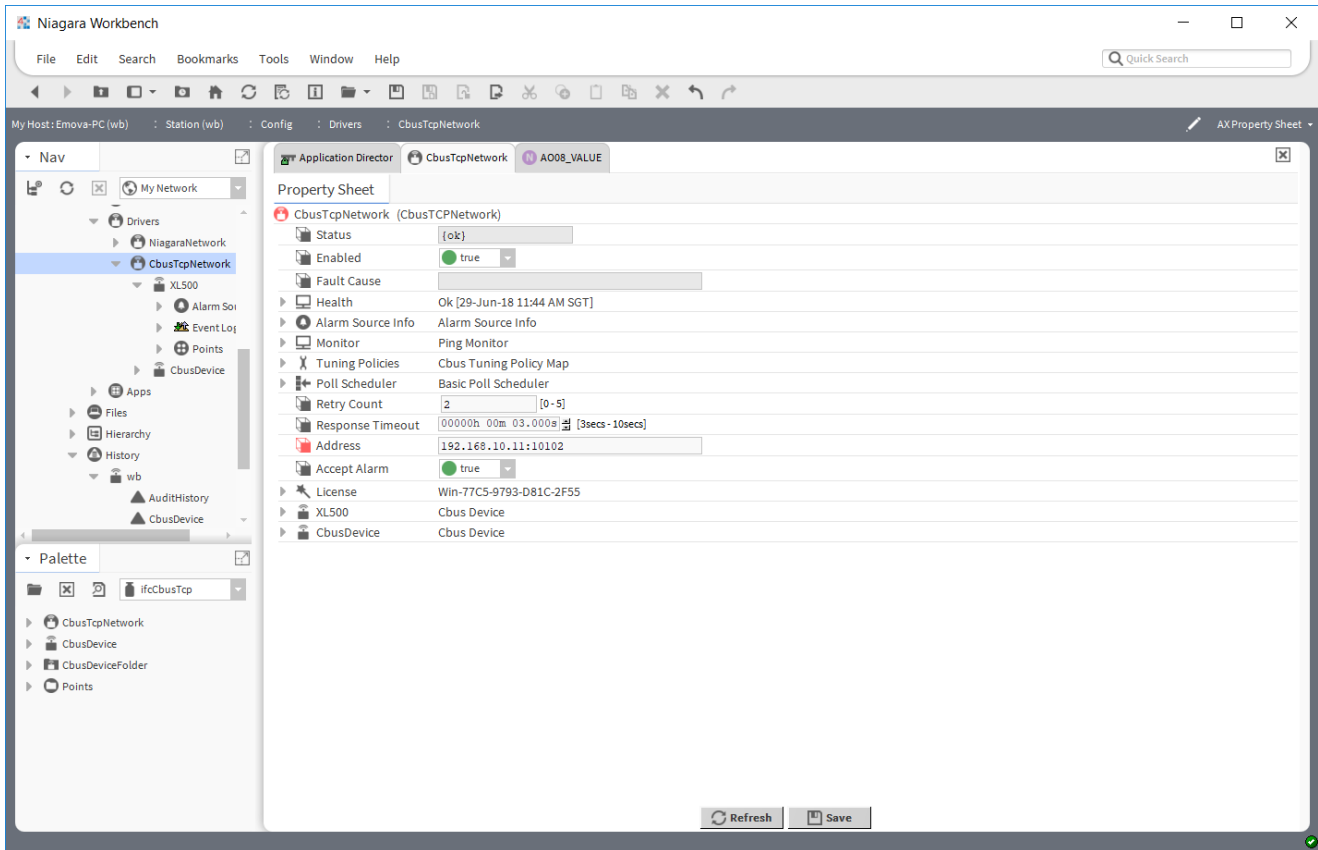 Niagara Workbench
File Edit Search Bookmarks Tools Window Help
Quick Search
My Host : Emova-PC (wb) : Station (wb) : Config : Drivers : CbusTcpNetwork
AX Property Sheet
Nav
My Network
Drivers
NiagaraNetwork
CbusTcpNetwork
XL500
Alarm Sou
Event Log
Points
CbusDevice
Apps
Files
Hierarchy
History
wb
AuditHistory
CbusDevice
Palette
ifcCbusTcp
CbusTcpNetwork
CbusDevice
CbusDeviceFolder
Points
Application Director CbusTcpNetwork N AO08_VALUE
Property Sheet
CbusTcpNetwork (CbusTCPNetwork)
Status {ok}
Enabled true
Fault Cause
Health Ok [29-Jun-18 11:44 AM SGT]
Alarm Source Info Alarm Source Info
Monitor Ping Monitor
Tuning Policies Cbus Tuning Policy Map
Poll Scheduler Basic Poll Scheduler
Retry Count 2 [0 - 5]
Response Timeout 00000h 00m 03.000s [3secs - 10secs]
Address 192.168.10.11:10102
Accept Alarm true
License Win-77C5-9793-D81C-2F55
XL500 Cbus Device
CbusDevice Cbus Device
Refresh Save